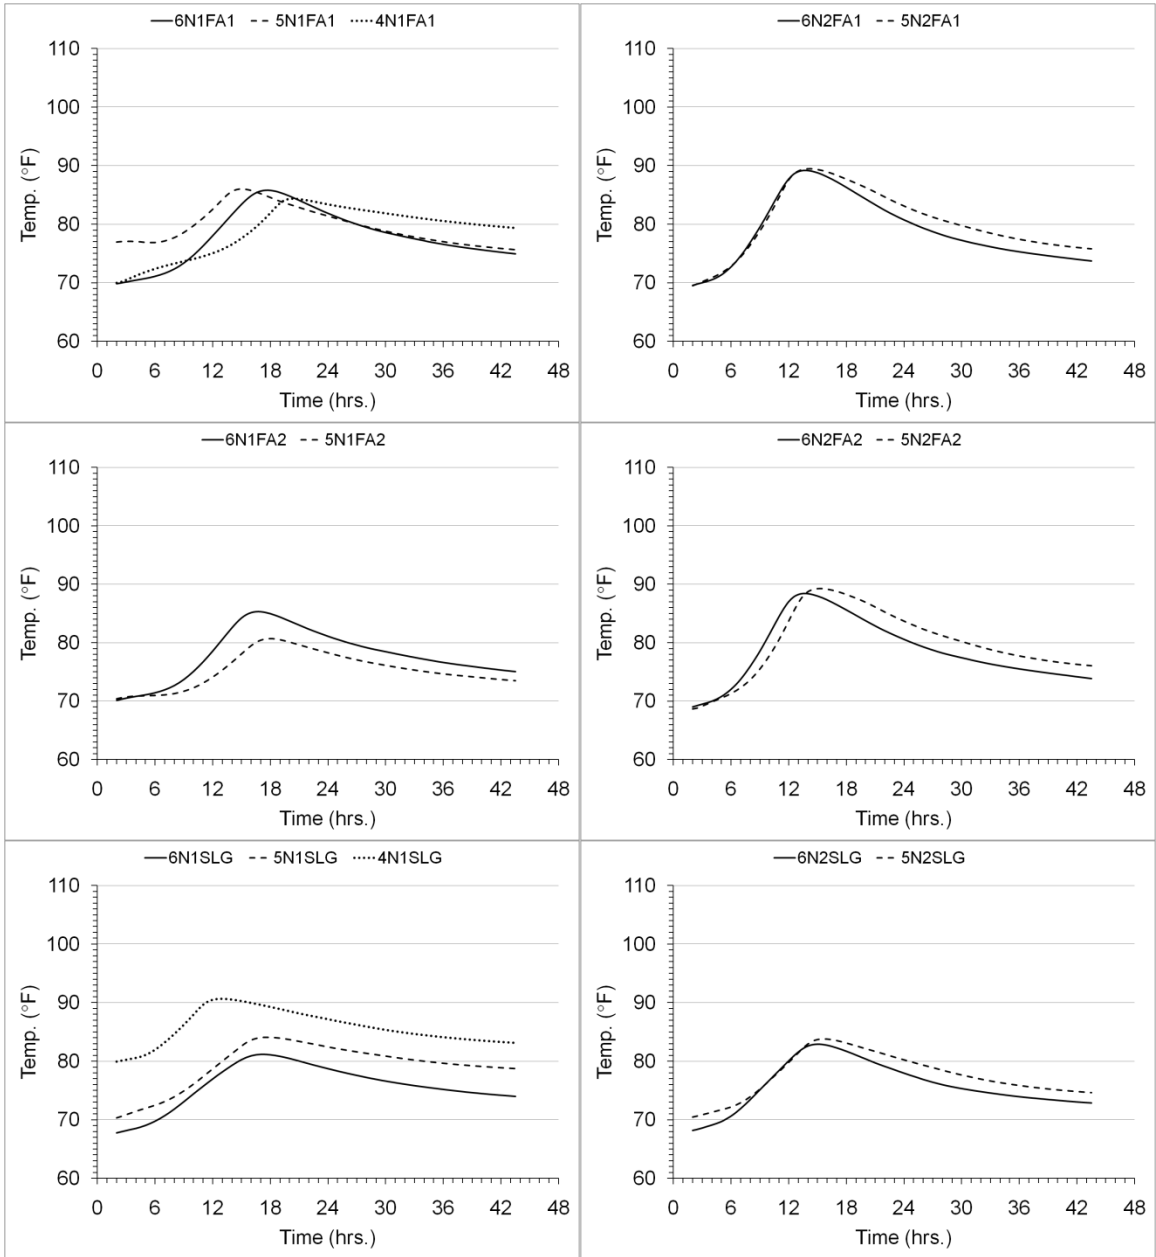 6N1FA1 5N1FA1 4N1FA1
110
100
90
80
70
60
Temp. (°F)
0 6 12 18 24 30 36 42 48
Time (hrs.)
6N2FA1 5N2FA1
110
100
90
80
70
60
Temp. (°F)
0 6 12 18 24 30 36 42 48
Time (hrs.)
6N1FA2 5N1FA2
110
100
90
80
70
60
Temp. (°F)
0 6 12 18 24 30 36 42 48
Time (hrs.)
6N2FA2 5N2FA2
110
100
90
80
70
60
Temp. (°F)
0 6 12 18 24 30 36 42 48
Time (hrs.)
6N1SLG 5N1SLG 4N1SLG
110
100
90
80
70
60
Temp. (°F)
0 6 12 18 24 30 36 42 48
Time (hrs.)
6N2SLG 5N2SLG
110
100
90
80
70
60
Temp. (°F)
0 6 12 18 24 30 36 42 48
Time (hrs.)